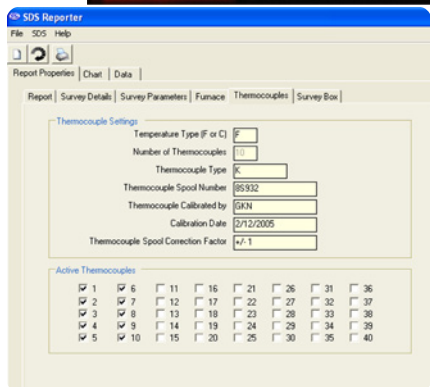 SDS Reporter
File SDS Help
Report Properties Chart Data
Report Survey Details Survey Parameters Furnace Thermocouples Survey Box
Thermocouple Settings
Temperature Type (F or C) F
Number of Thermocouples 10
Thermocouple Type K
Thermocouple Spool Number 85932
Thermocouple Calibrated by GKN
Calibration Date 2/12/2005
Thermocouple Spool Correction Factor +/- 1
Active Thermocouples
1 6 11 16 21 26 31 36
2 7 12 17 22 27 32 37
3 8 13 18 23 28 33 38
4 9 14 19 24 29 34 39
5 10 15 20 25 30 35 40